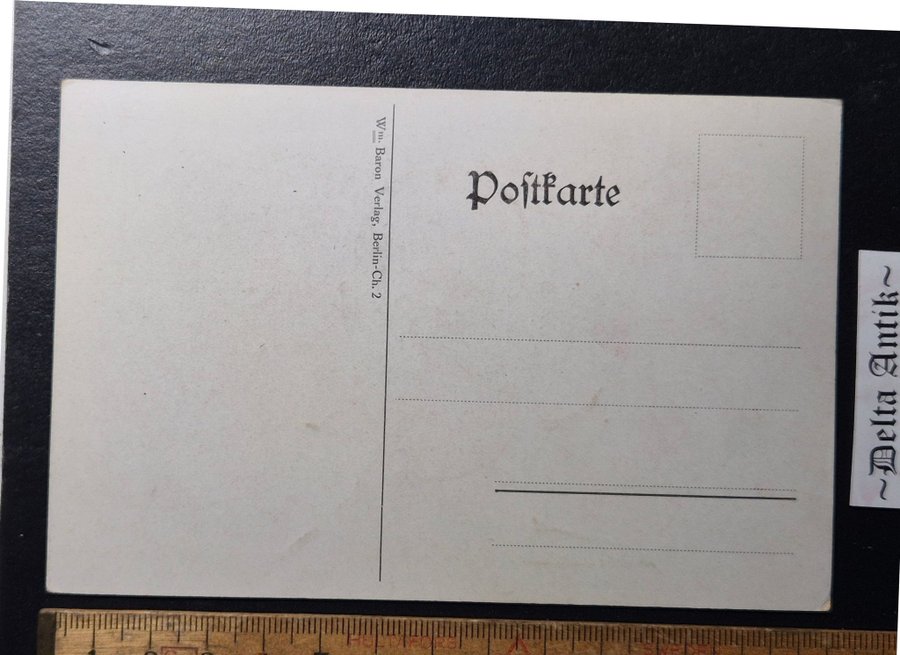 Poſtkarte
Wm. Baron Verlag, Berlin-Ch. 2
~Delta Antik~